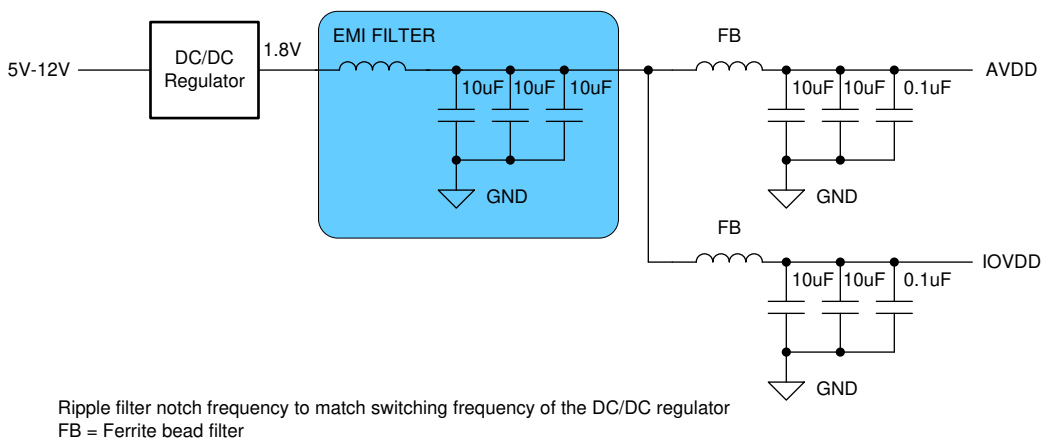 EMI FILTER
FB
DC/DC
Regulator
1.8V
5V-12V
AVDD
10uF 10uF 10uF
10uF 10uF 0.1uF
GND
GND
FB
IOVDD
10uF 10uF 0.1uF
GND
Ripple filter notch frequency to match switching frequency of the DC/DC regulator
FB = Ferrite bead filter